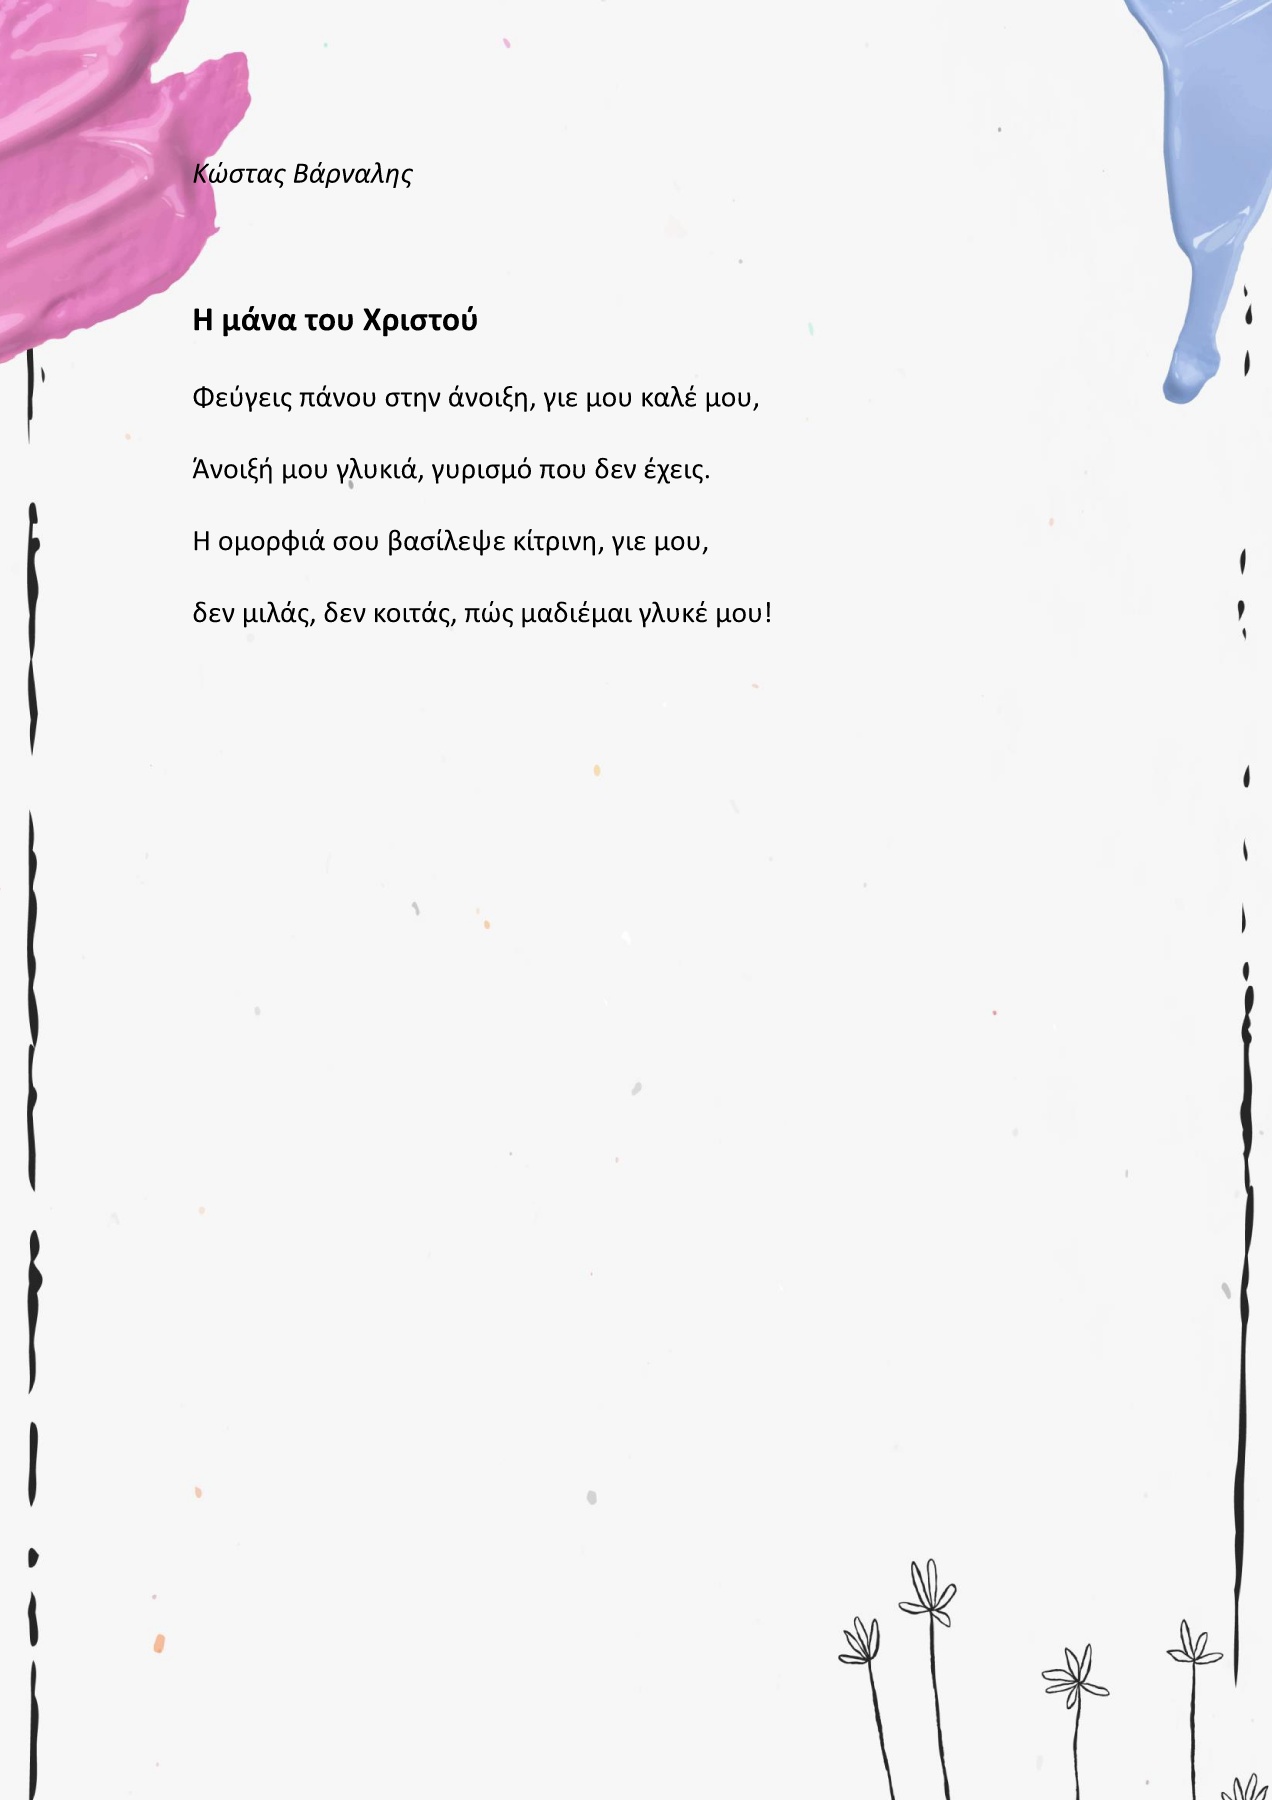 Κώστας Βάρναλης
Η μάνα του Χριστού
Φεύγεις πάνου στην άνοιξη, γιε μου καλέ μου,
Άνοιξή μου γλυκιά, γυρισμό που δεν έχεις.
Η ομορφιά σου βασίλεψε κίτρινη, γιε μου,
δεν μιλάς, δεν κοιτάς, πώς μαδιέμαι γλυκέ μου!